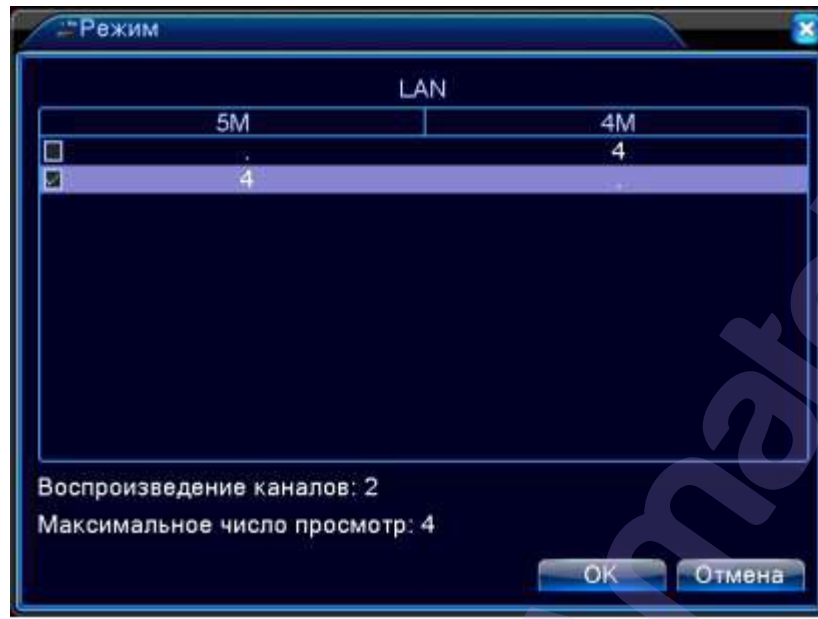 Режим
LAN
5M 4M
. 4
4 .
Воспроизведение каналов: 2
Максимальное число просмотр: 4
OK Отмена